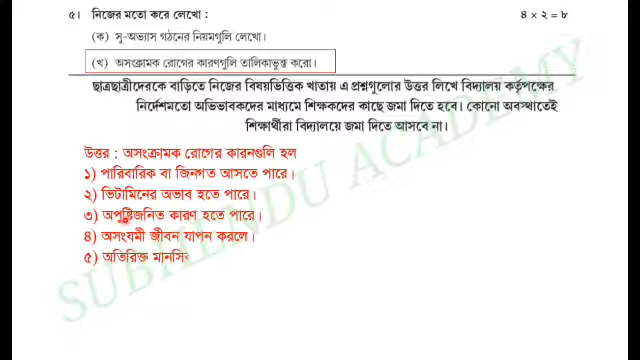 ৫। নিজের মতো করে লেখো : ৪ × ২ = ৮
(ক) সু-অভ্যাস গঠনের নিয়মগুলি লেখো।
(খ) অসংক্রামক রোগের কারণগুলি তালিকাভুক্ত করো।
ছাত্রছাত্রীদেরকে বাড়িতে নিজের বিষয়ভিত্তিক খাতায় এ প্রশ্নগুলোর উত্তর লিখে বিদ্যালয় কর্তৃপক্ষের
নির্দেশমতো অভিভাবকদের মাধ্যমে শিক্ষকদের কাছে জমা দিতে হবে। কোনো অবস্থাতেই
শিক্ষার্থীরা বিদ্যালয়ে জমা দিতে আসবে না।
উত্তর : অসংক্রামক রোগের কারনগুলি হল
১) পারিবারিক বা জিনগত আসতে পারে।
২) ভিটামিনের অভাব হতে পারে।
৩) অপুষ্টিজনিত কারণ হতে পারে।
৪) অসংযমী জীবন যাপন করলে।
৫) অতিরিক্ত মানসি
SUBHENDU ACADEMY